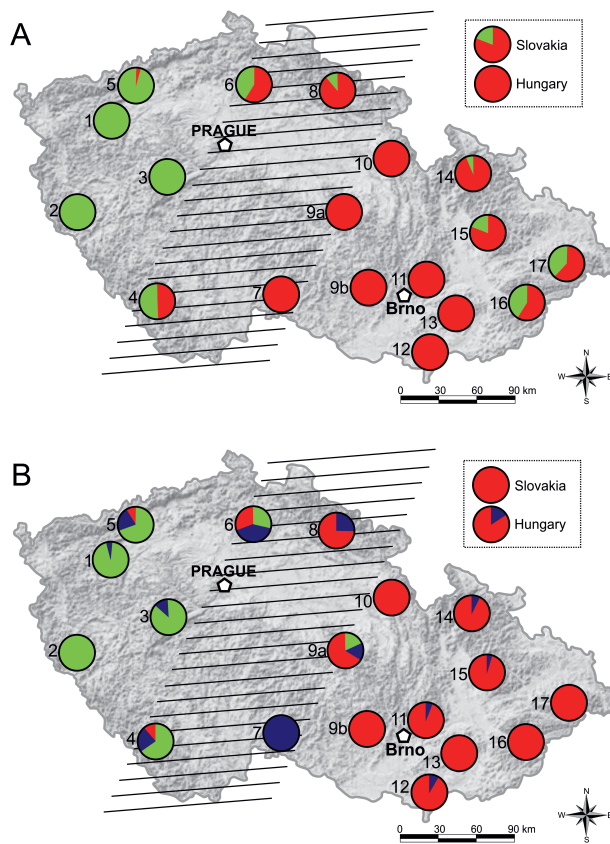 A
Slovakia
Hungary
5
6
8
1
PRAGUE
10
14
3
2
9a
15
17
4
7
9b
11
Brno
16
13
12
0 30 60 90 km
N
W E
S
B
Slovakia
Hungary
5
6
8
1
PRAGUE
10
14
3
2
9a
15
17
4
7
9b
11
Brno
16
13
12
0 30 60 90 km
N
W E
S